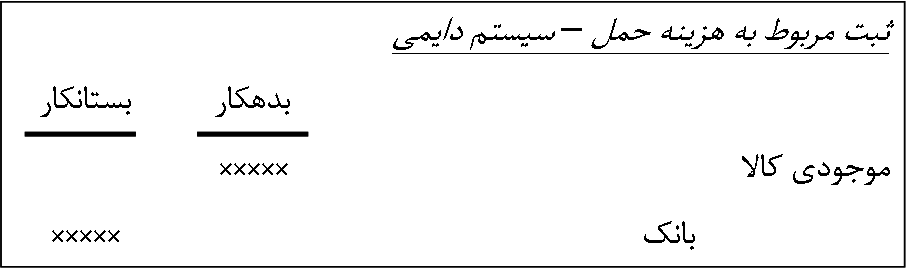 ثبت مربوط به هزینه حمل – سیستم دایمی
بدهکار بستانکار
موجودی کالا ×××××
بانک ×××××